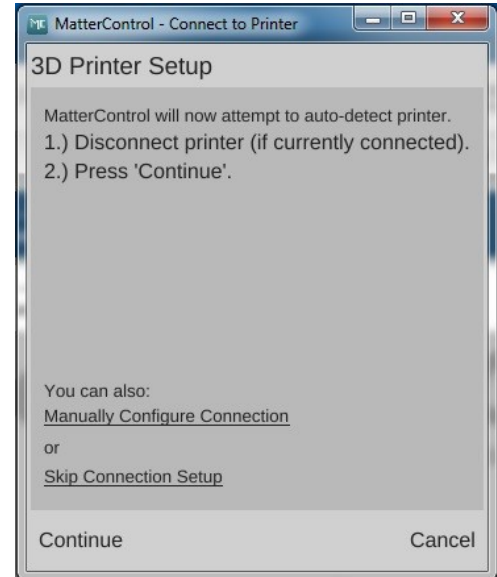 MC MatterControl - Connect to Printer
3D Printer Setup
MatterControl will now attempt to auto-detect printer.
1.) Disconnect printer (if currently connected).
2.) Press 'Continue'.
You can also:
Manually Configure Connection
or
Skip Connection Setup
Continue Cancel